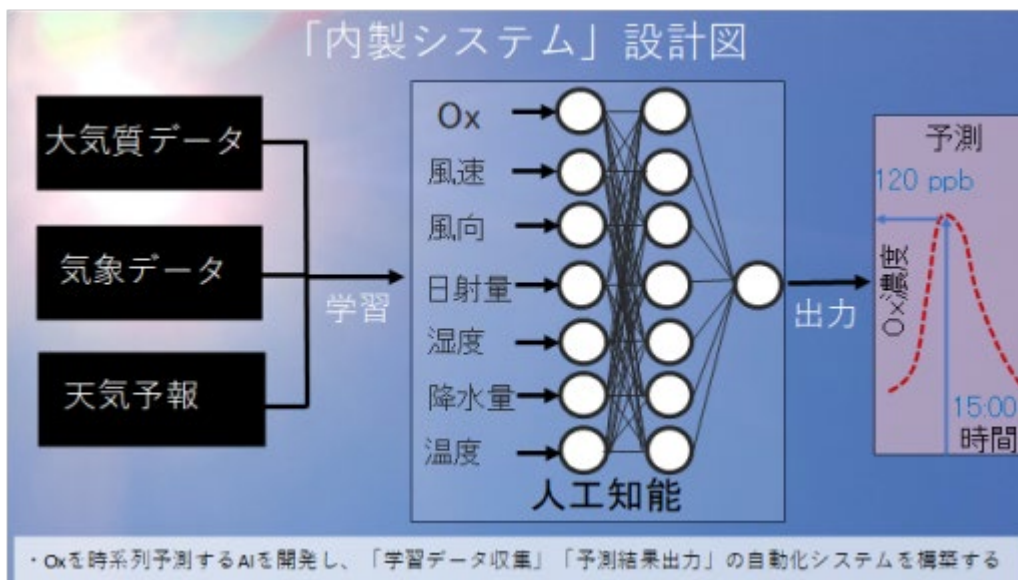 「内製システム」設計図
大気質データ
気象データ
天気予報
学習
Ox
風速
風向
日射量
湿度
降水量
温度
人工知能
出力
予測
120 ppb
Ox濃度
15:00
時間
・Oxを時系列予測するAIを開発し、「学習データ収集」「予測結果出力」の自動化システムを構築する